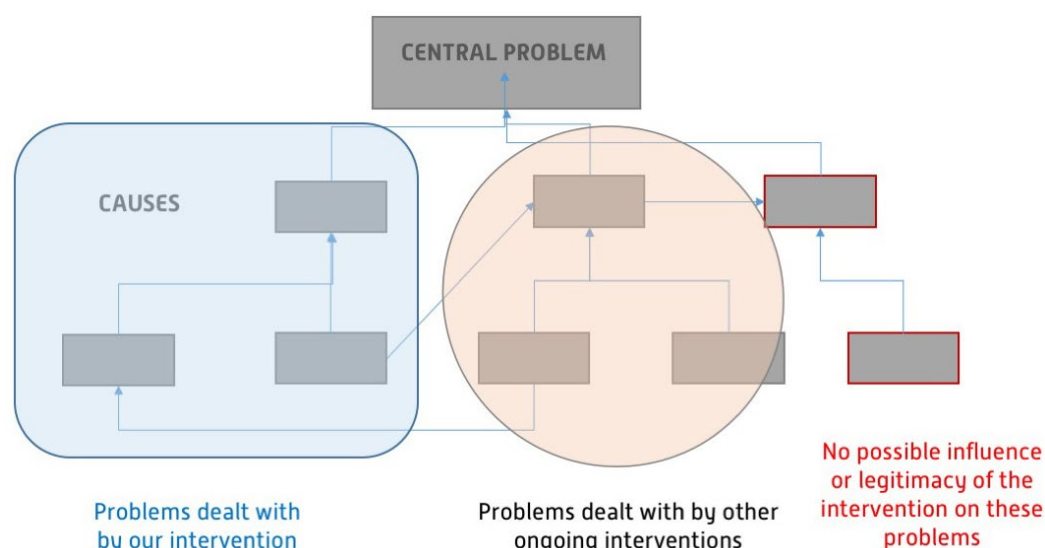 CENTRAL PROBLEM
CAUSES
Problems dealt with
by our intervention
Problems dealt with by other
ongoing interventions
No possible influence
or legitimacy of the
intervention on these
problems